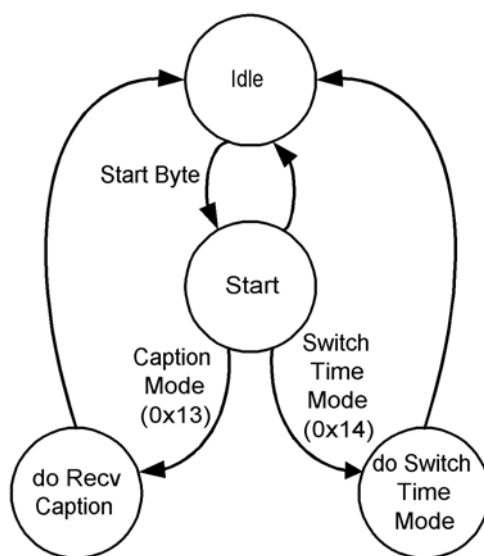 Idle
Start Byte
Start
Caption
Mode
(0x13)
Switch
Time
Mode
(0x14)
do Recv
Caption
do Switch
Time
Mode